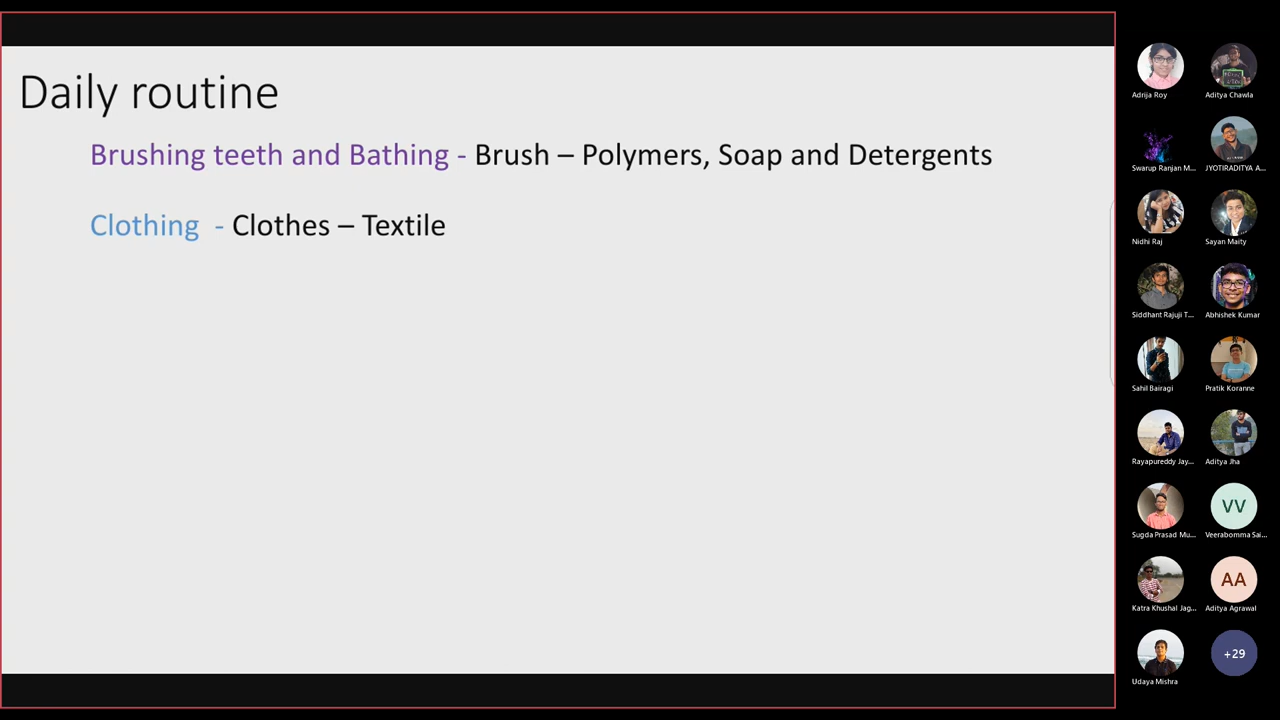 Daily routine
Brushing teeth and Bathing - Brush – Polymers, Soap and Detergents
Clothing - Clothes – Textile
Adrija Roy
Aditya Chawla
Swarup Ranjan M...
JYOTIRADITYA A...
Nidhi Raj
Sayan Maity
Siddhant Rajuji T...
Abhishek Kumar
Sahil Bairagi
Pratik Koranne
Rayapureddy Jay...
Aditya Jha
Sugda Prasad Mu...
VV
Veerabomma Sai...
Katra Khushal Jag...
AA
Aditya Agrawal
Udaya Mishra
+29